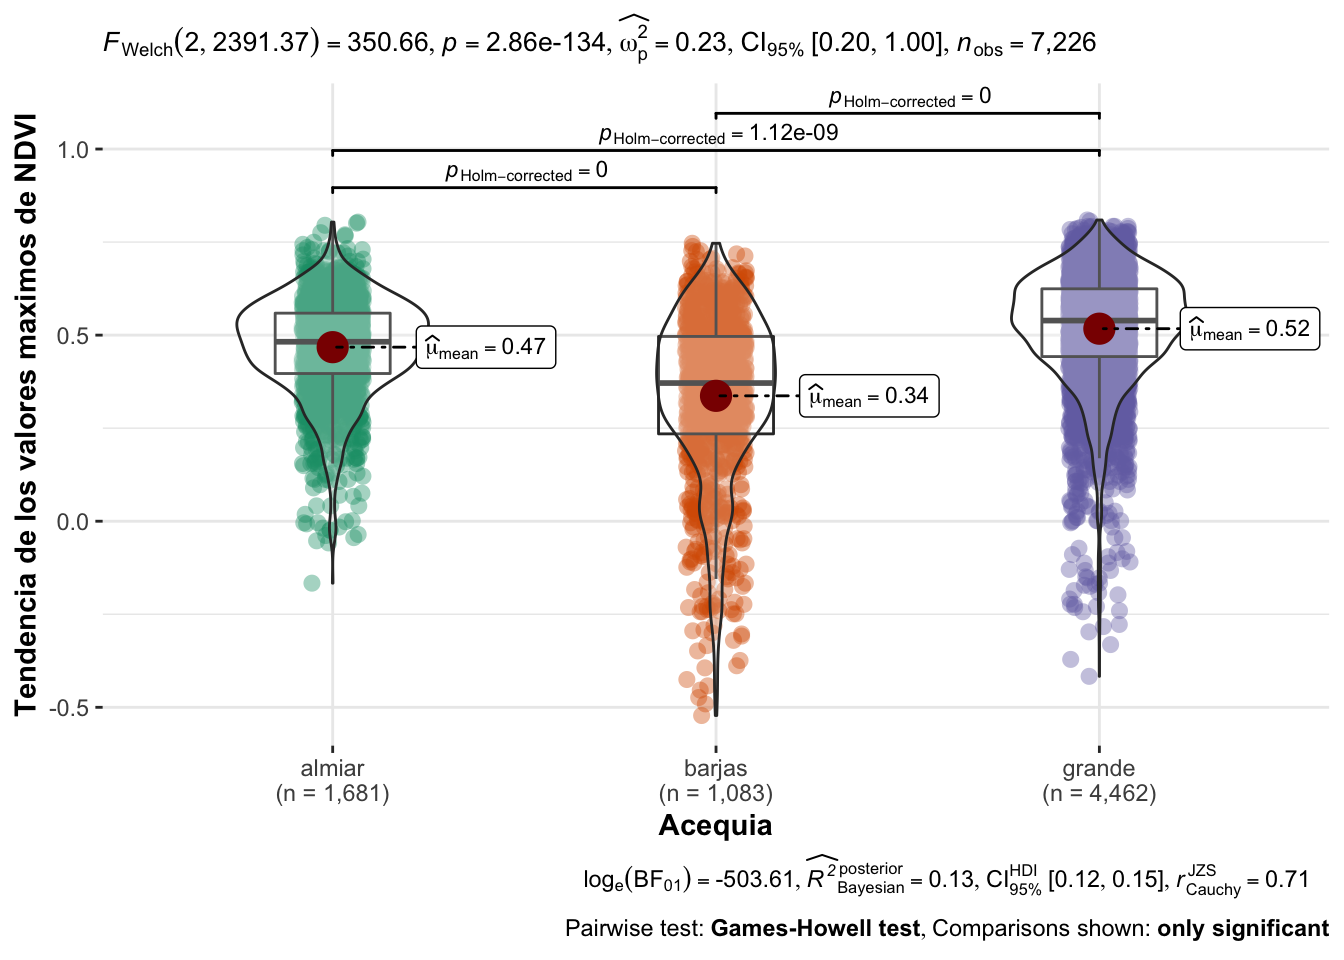 F_Welch(2, 2391.37) = 350.66, p = 2.86e-134, ω̂²_p = 0.23, CI_95% [0.20, 1.00], n_obs = 7,226
p_Holm−corrected = 0
p_Holm−corrected = 1.12e-09
p_Holm−corrected = 0
Tendencia de los valores maximos de NDVI
1.0
0.5
0.0
-0.5
μ̂_mean = 0.47
μ̂_mean = 0.34
μ̂_mean = 0.52
almiar
(n = 1,681)
barjas
(n = 1,083)
grande
(n = 4,462)
Acequia
log_e(BF_01) = -503.61, R̂²^posterior_Bayesian = 0.13, CI^HDI_95% [0.12, 0.15], r^JZS_Cauchy = 0.71
Pairwise test: Games-Howell test, Comparisons shown: only significant